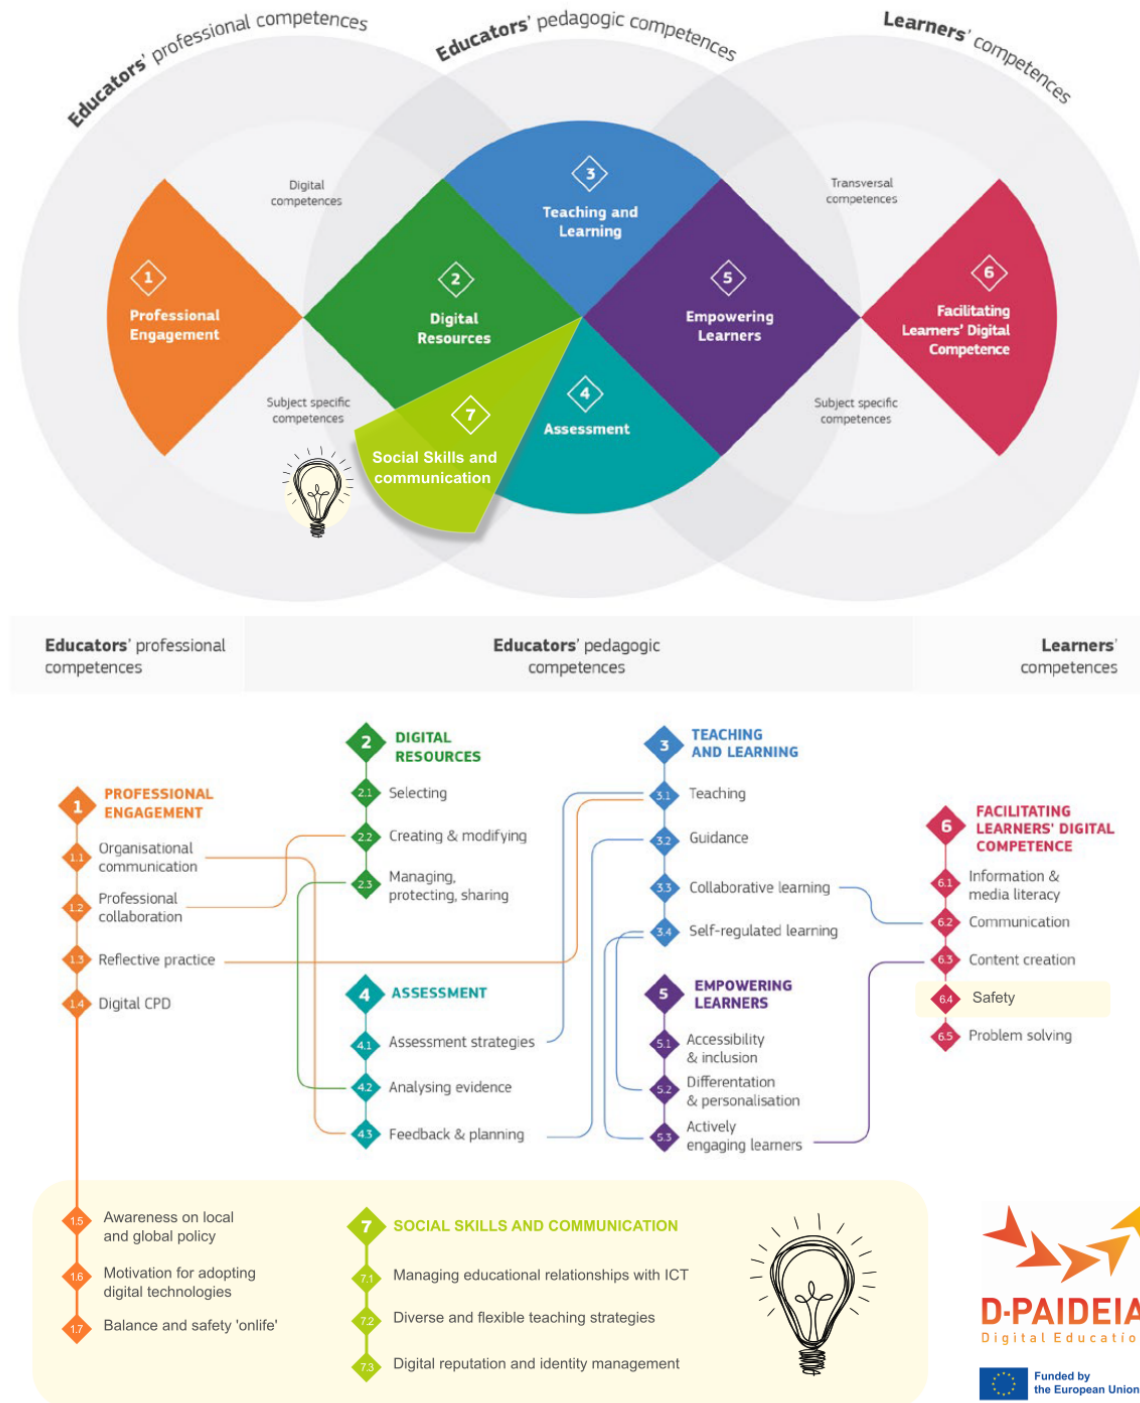 Educators' professional competences
Educators' pedagogic competences
Learners' competences
Digital
competences
3
Teaching and
Learning
Transversal
competences
1
Professional
Engagement
2
Digital
Resources
5
Empowering
Learners
6
Facilitating
Learners' Digital
Competence
Subject specific
competences
7
Social Skills and
communication
4
Assessment
Subject specific
competences
Educators' professional
competences
Educators' pedagogic
competences
Learners'
competences
1 PROFESSIONAL
ENGAGEMENT
1.1 Organisational
communication
1.2 Professional
collaboration
1.3 Reflective practice
1.4 Digital CPD
2 DIGITAL
RESOURCES
2.1 Selecting
2.2 Creating & modifying
2.3 Managing,
protecting, sharing
4 ASSESSMENT
4.1 Assessment strategies
4.2 Analysing evidence
4.3 Feedback & planning
3 TEACHING
AND LEARNING
3.1 Teaching
3.2 Guidance
3.3 Collaborative learning
3.4 Self-regulated learning
5 EMPOWERING
LEARNERS
5.1 Accessibility
& inclusion
5.2 Differentation
& personalisation
5.3 Actively
engaging learners
6 FACILITATING
LEARNERS' DIGITAL
COMPETENCE
6.1 Information &
media literacy
6.2 Communication
6.3 Content creation
6.4 Safety
6.5 Problem solving
1.5 Awareness on local
and global policy
1.6 Motivation for adopting
digital technologies
1.7 Balance and safety 'onlife'
7 SOCIAL SKILLS AND COMMUNICATION
7.1 Managing educational relationships with ICT
7.2 Diverse and flexible teaching strategies
7.3 Digital reputation and identity management
D-PAIDEIA
Digital Educatio
Funded by
the European Union